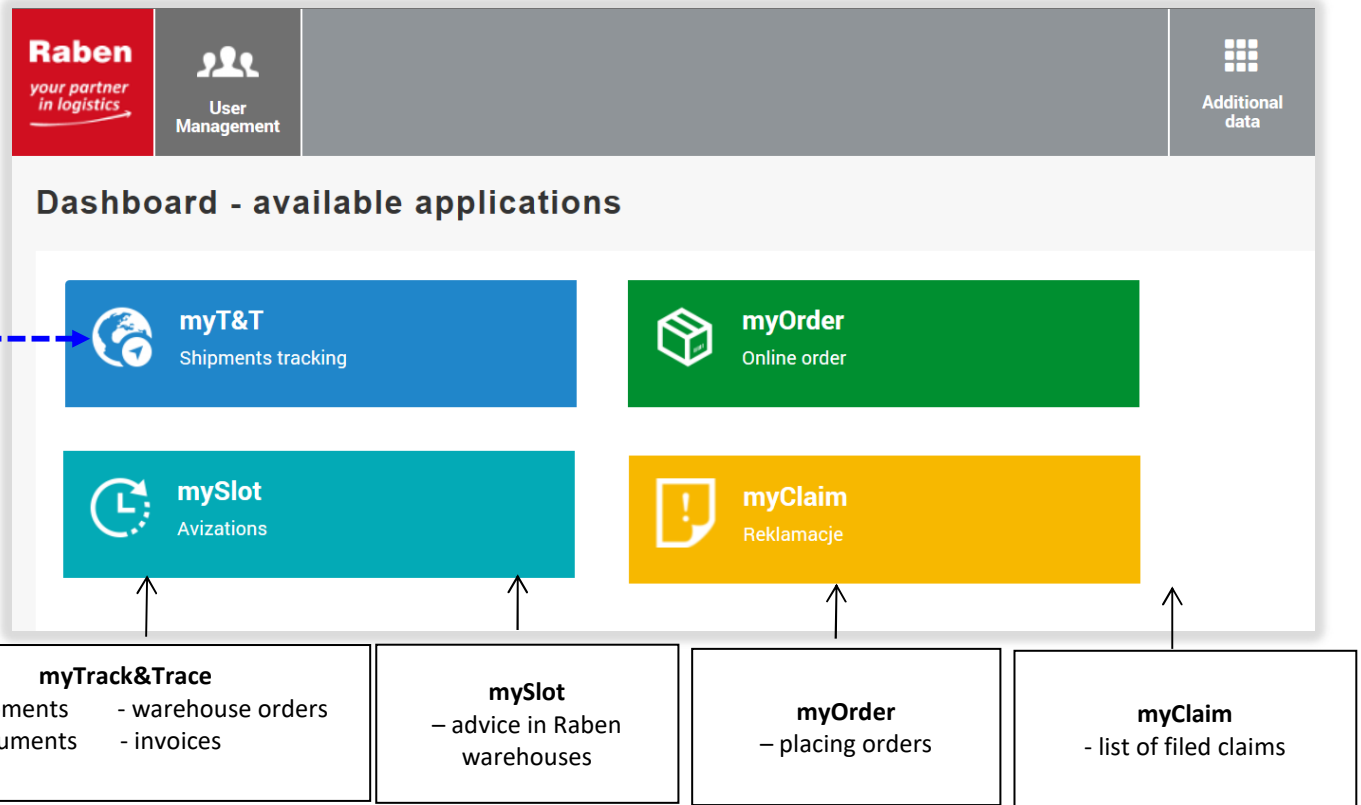 Raben
your partner
in logistics
User
Management
Additional
data
Dashboard - available applications
myT&T
Shipments tracking
myOrder
Online order
mySlot
Avizations
myClaim
Reklamacje
myTrack&Trace
- warehouse orders
- invoices
mySlot
– advice in Raben
warehouses
myOrder
– placing orders
myClaim
- list of filed claims